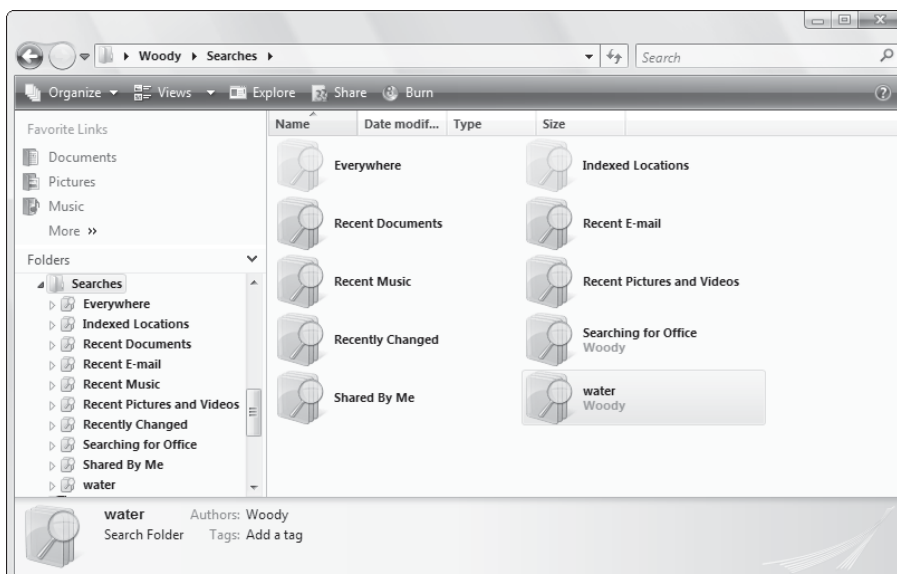 Woody Searches
Search
Organize Views Explore Share Burn
Favorite Links
Documents
Pictures
Music
More »
Folders
Searches
Everywhere
Indexed Locations
Recent Documents
Recent E-mail
Recent Music
Recent Pictures and Videos
Recently Changed
Searching for Office
Shared By Me
water
Name Date modif... Type Size
Everywhere
Indexed Locations
Recent Documents
Recent E-mail
Recent Music
Recent Pictures and Videos
Recently Changed
Searching for Office
Woody
Shared By Me
water
Woody
water Authors: Woody
Search Folder Tags: Add a tag